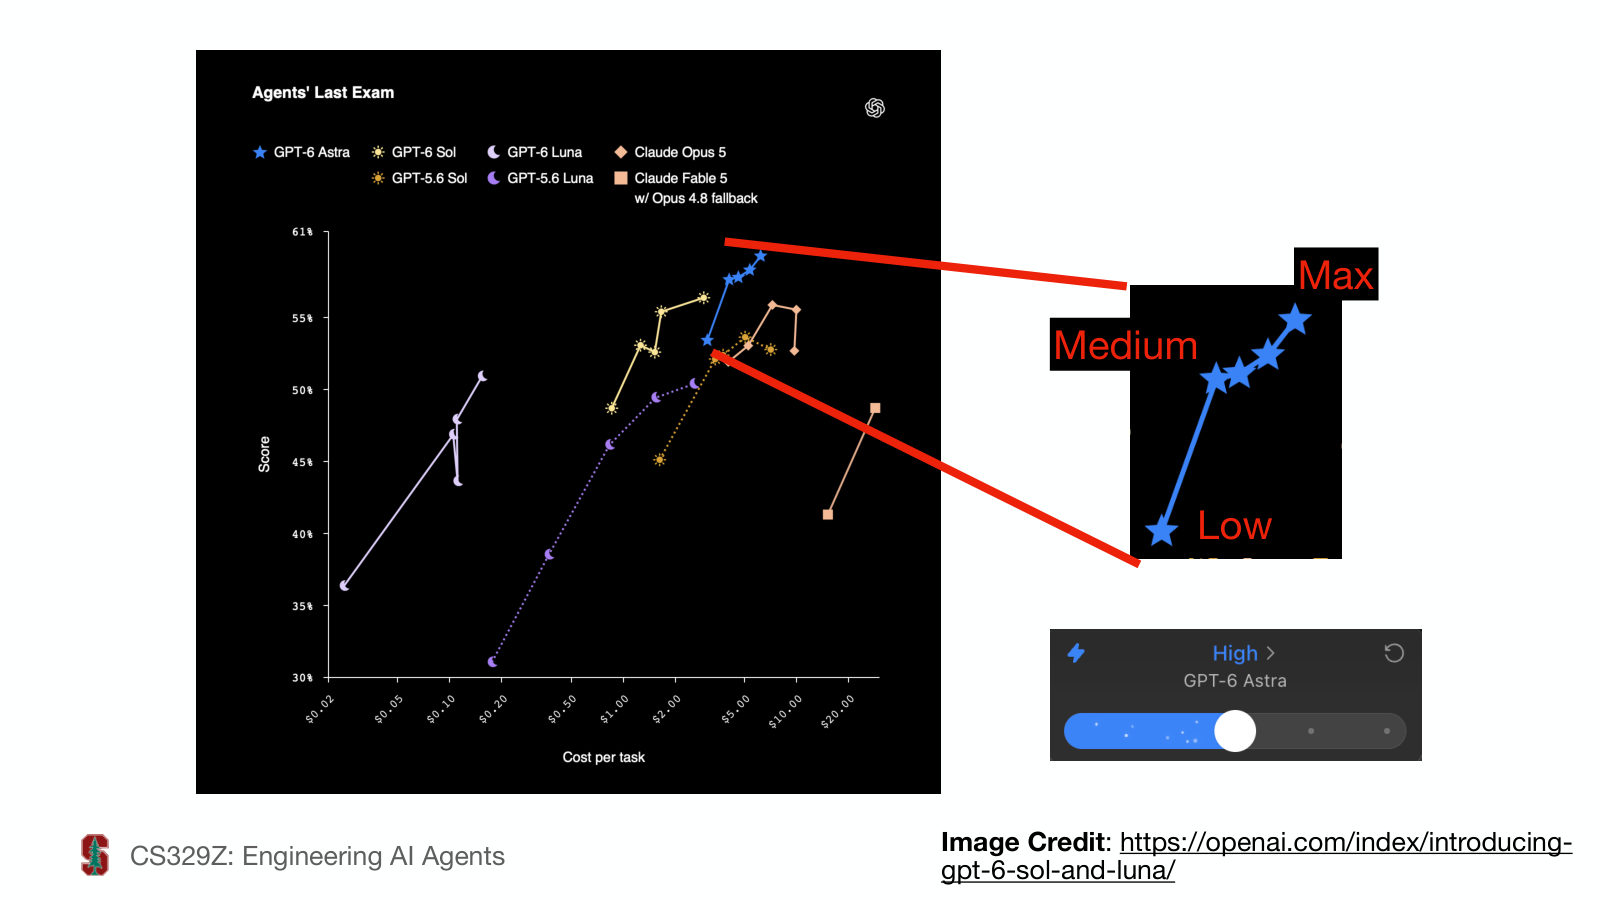 Agents' Last Exam
GPT-6 Astra
GPT-6 Sol
GPT-6 Luna
Claude Opus 5
GPT-5.6 Sol
GPT-5.6 Luna
Claude Fable 5
w/ Opus 4.8 fallback
61%
55%
50%
45%
40%
35%
30%
Score
$0.02
$0.05
$0.10
$0.20
$0.50
$1.00
$2.00
$5.00
$10.00
$20.00
Cost per task
Max
Medium
Low
High >
GPT-6 Astra
CS329Z: Engineering AI Agents
Image Credit: https://openai.com/index/introducing-
gpt-6-sol-and-luna/